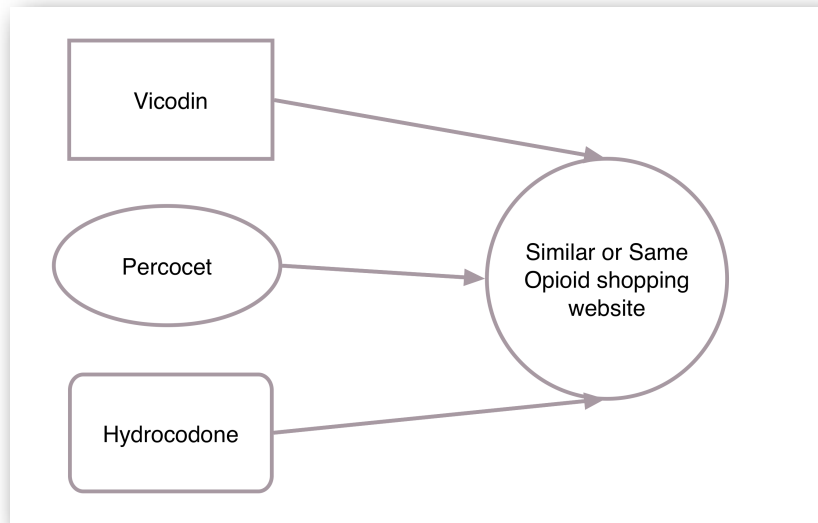 Vicodin
Percocet
Hydrocodone
Similar or Same
Opioid shopping
website